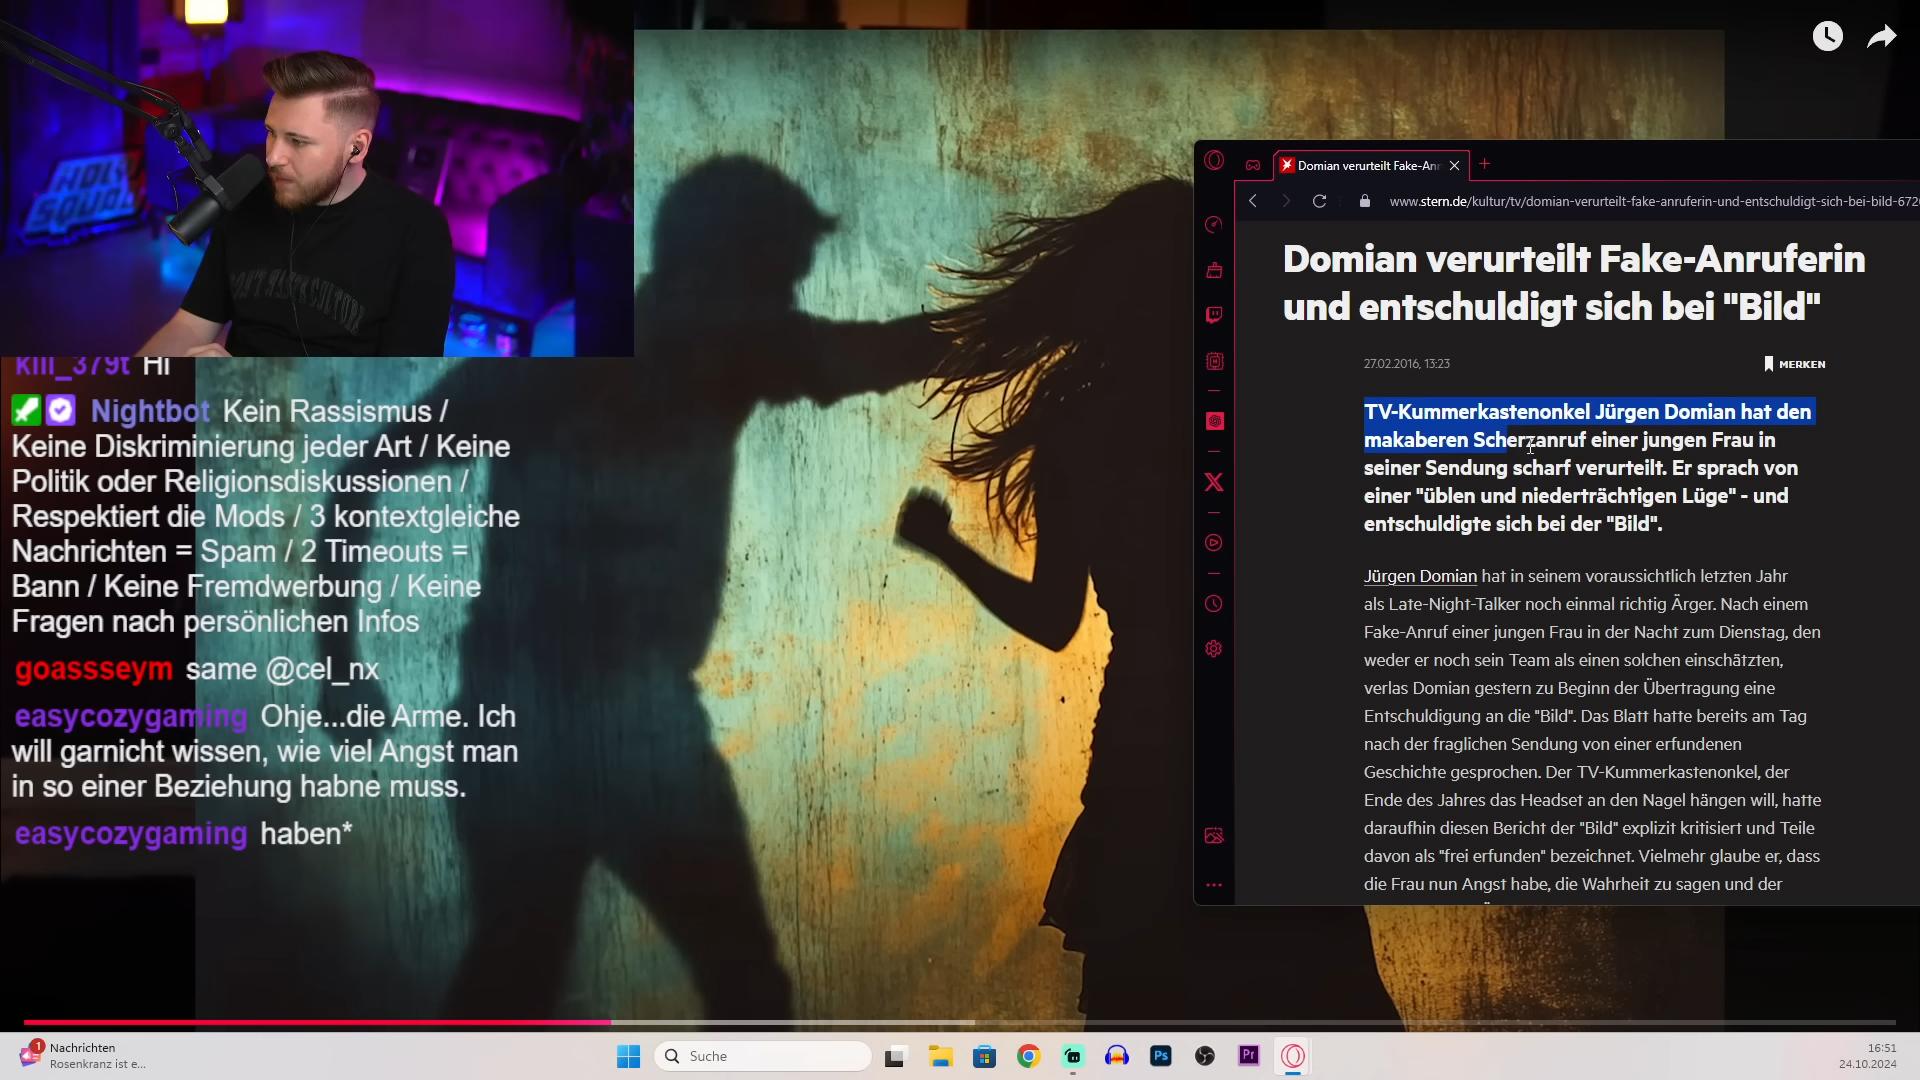 HOLY
SQUAD.
DON'T WASTE CULTURE
kill_379t Hi
Nightbot Kein Rassismus /
Keine Diskriminierung jeder Art / Keine
Politik oder Religionsdiskussionen /
Respektiert die Mods / 3 kontextgleiche
Nachrichten = Spam / 2 Timeouts =
Bann / Keine Fremdwerbung / Keine
Fragen nach persönlichen Infos
goassseym same @cel_nx
easycozygaming Ohje...die Arme. Ich
will garnicht wissen, wie viel Angst man
in so einer Beziehung habne muss.
easycozygaming haben*
Domian verurteilt Fake-An
www.stern.de/kultur/tv/domian-verurteilt-fake-anruferin-und-entschuldigt-sich-bei-bild-672
Domian verurteilt Fake-Anruferin
und entschuldigt sich bei "Bild"
27.02.2016, 13:23
MERKEN
TV-Kummerkastenonkel Jürgen Domian hat den
makaberen Scherzanruf einer jungen Frau in
seiner Sendung scharf verurteilt. Er sprach von
einer "üblen und niederträchtigen Lüge" - und
entschuldigte sich bei der "Bild".
Jürgen Domian hat in seinem voraussichtlich letzten Jahr
als Late-Night-Talker noch einmal richtig Ärger. Nach einem
Fake-Anruf einer jungen Frau in der Nacht zum Dienstag, den
weder er noch sein Team als einen solchen einschätzten,
verlas Domian gestern zu Beginn der Übertragung eine
Entschuldigung an die "Bild". Das Blatt hatte bereits am Tag
nach der fraglichen Sendung von einer erfundenen
Geschichte gesprochen. Der TV-Kummerkastenonkel, der
Ende des Jahres das Headset an den Nagel hängen will, hatte
daraufhin diesen Bericht der "Bild" explizit kritisiert und Teile
davon als "frei erfunden" bezeichnet. Vielmehr glaube er, dass
die Frau nun Angst habe, die Wahrheit zu sagen und der
1
Nachrichten
Rosenkranz ist e...
Suche
Ps
Pr
16:51
24.10.2024